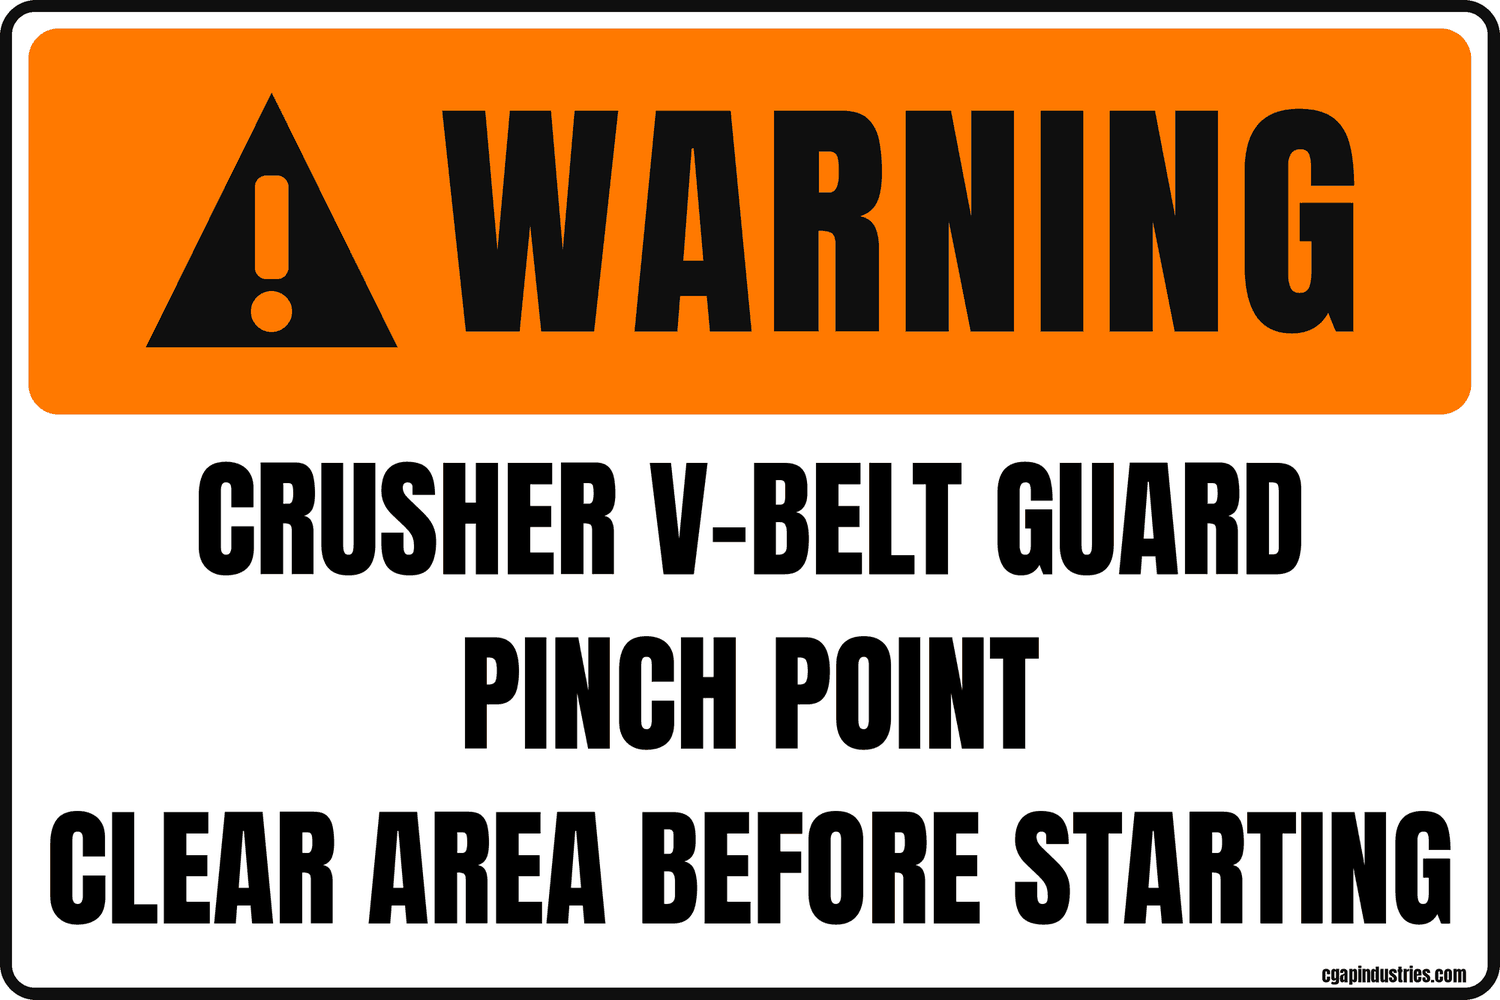 WARNING
CRUSHER V-BELT GUARD
PINCH POINT
CLEAR AREA BEFORE STARTING
cgapindustries.com